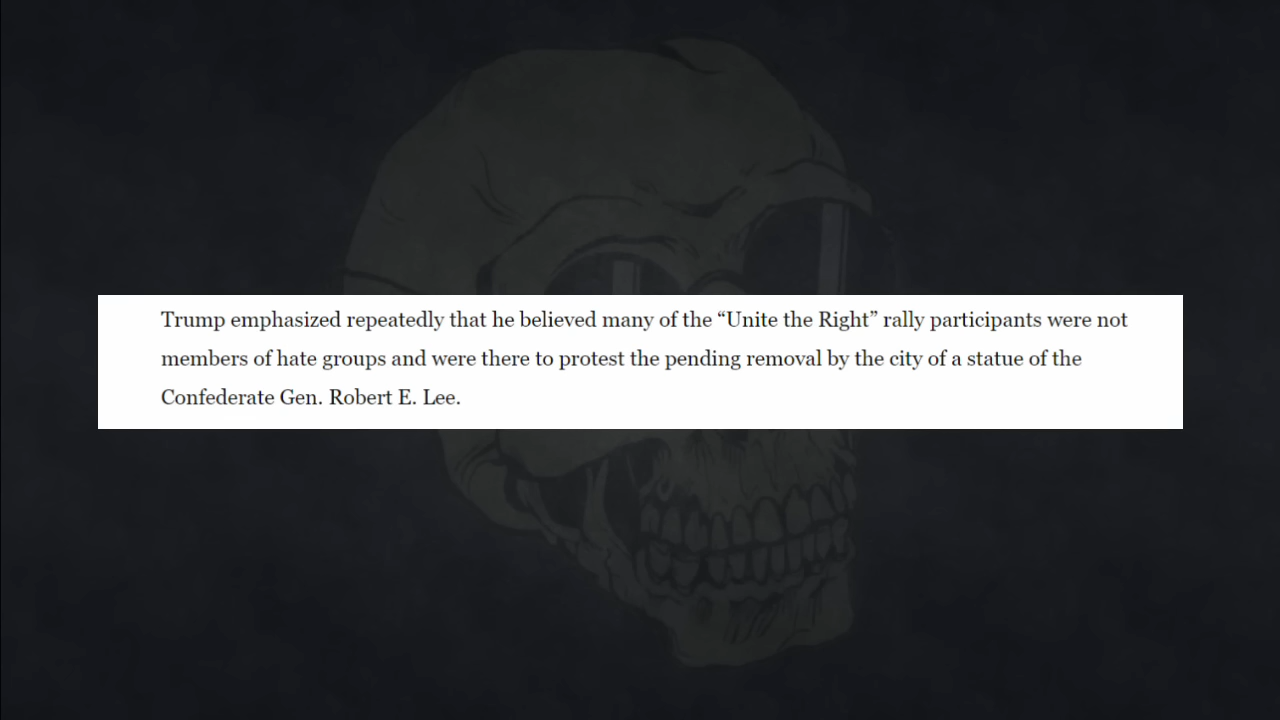 Trump emphasized repeatedly that he believed many of the “Unite the Right” rally participants were not
members of hate groups and were there to protest the pending removal by the city of a statue of the
Confederate Gen. Robert E. Lee.